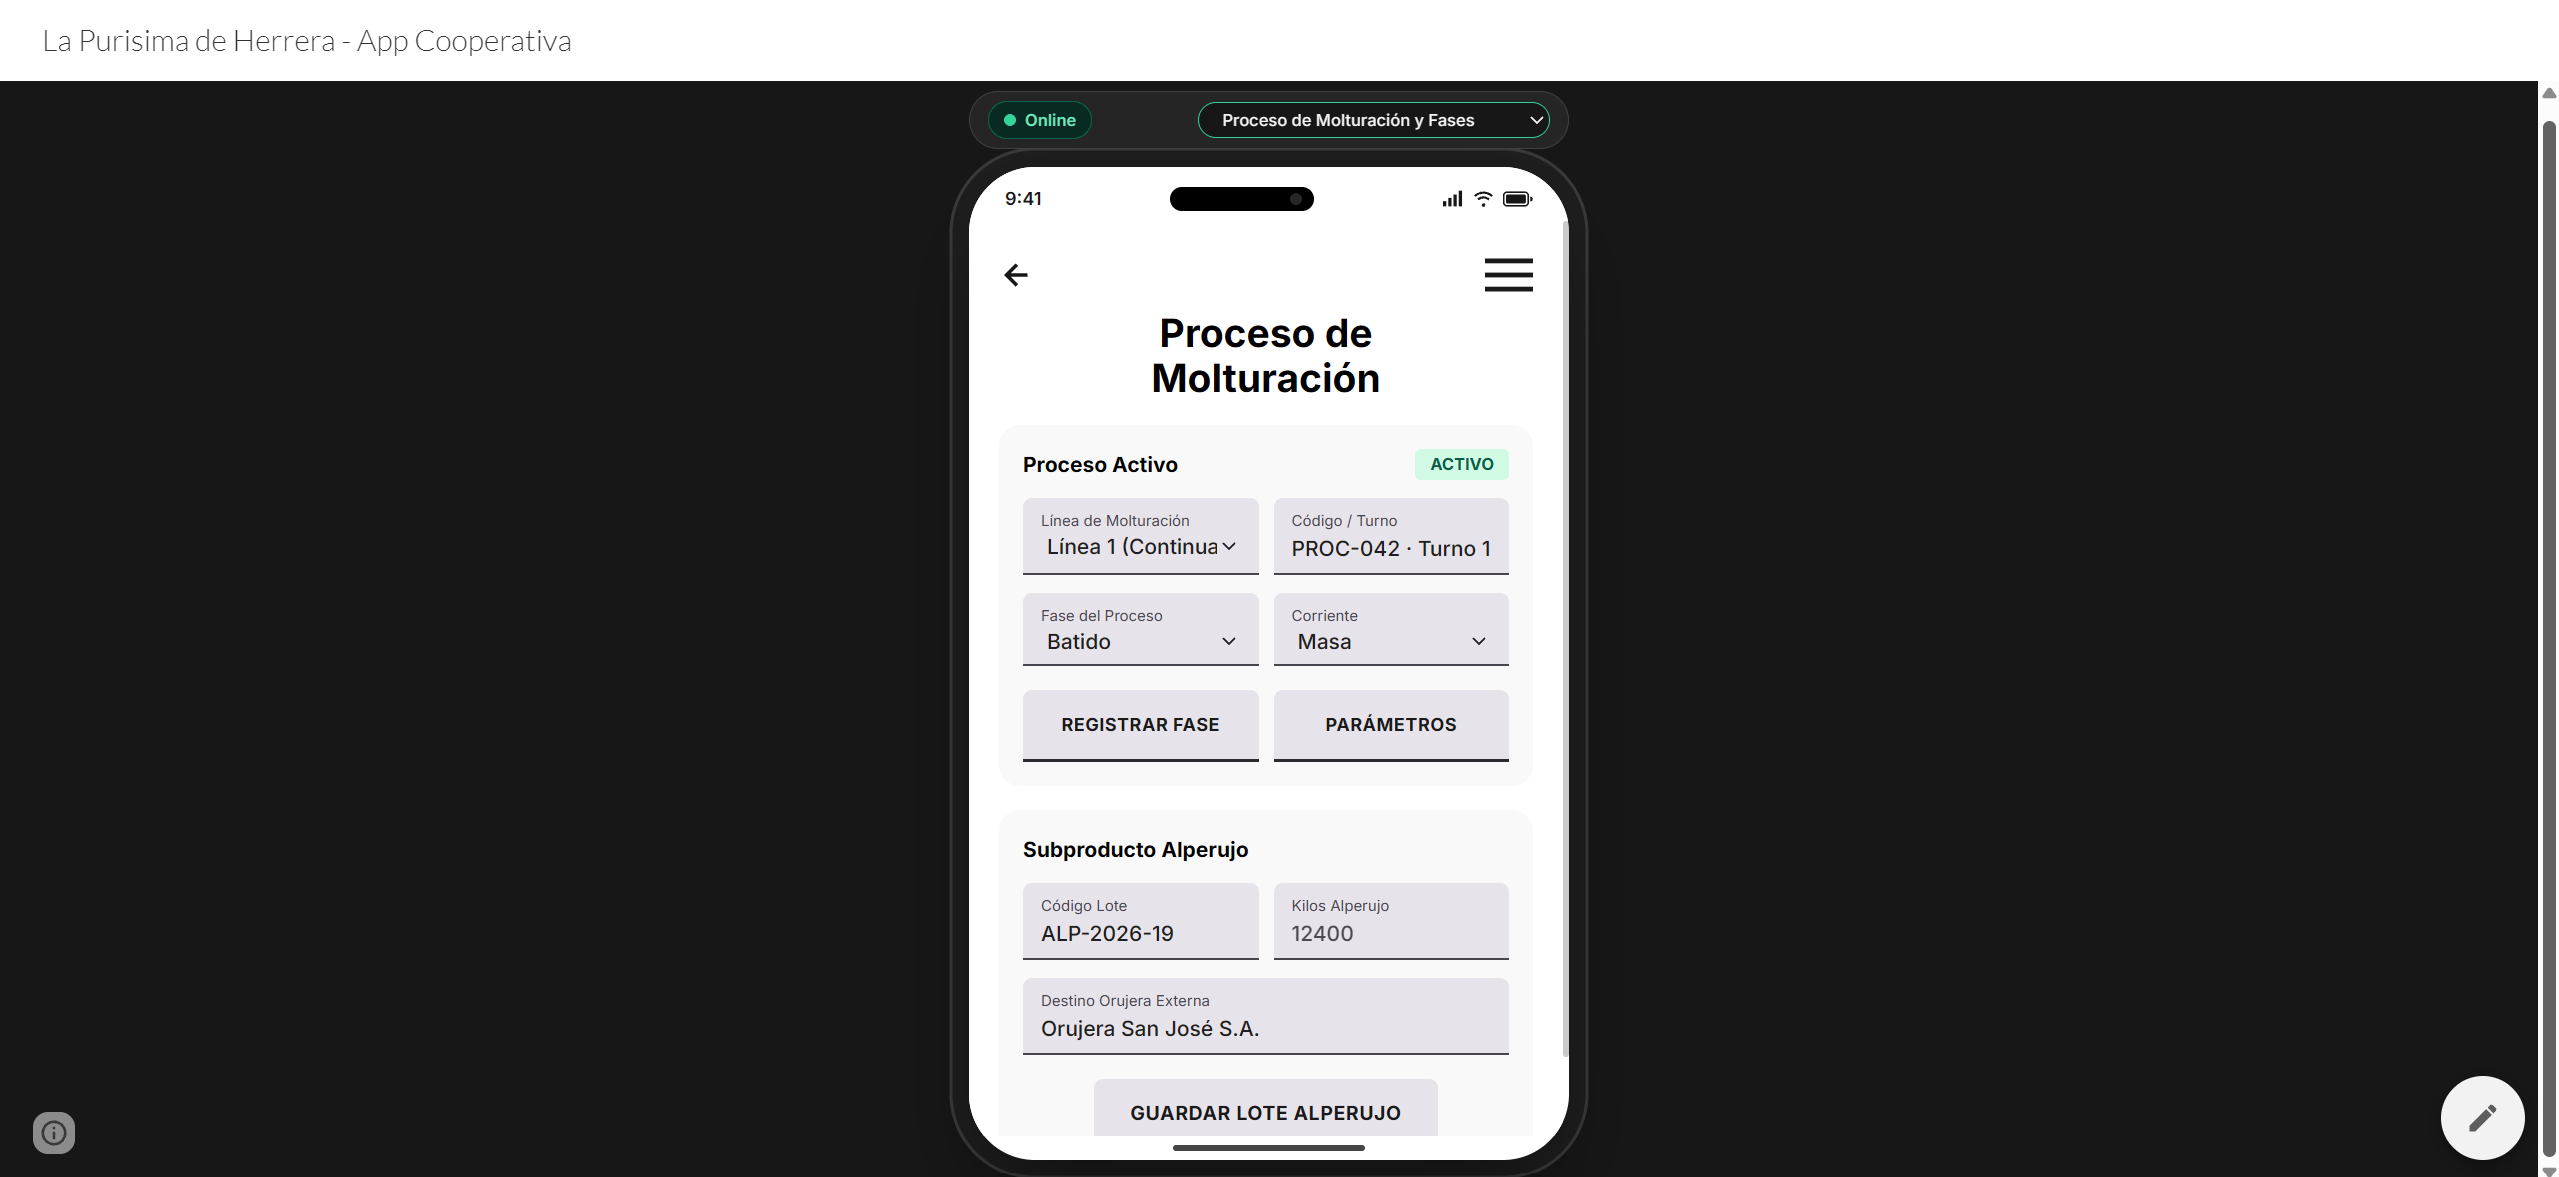 La Purisima de Herrera - App Cooperativa
Online
Proceso de Molturación y Fases
9:41
Proceso de
Molturación
Proceso Activo
ACTIVO
Línea de Molturación
Línea 1 (Continua
Código / Turno
PROC-042 · Turno 1
Fase del Proceso
Batido
Corriente
Masa
REGISTRAR FASE
PARÁMETROS
Subproducto Alperujo
Código Lote
ALP-2026-19
Kilos Alperujo
12400
Destino Orujera Externa
Orujera San José S.A.
GUARDAR LOTE ALPERUJO